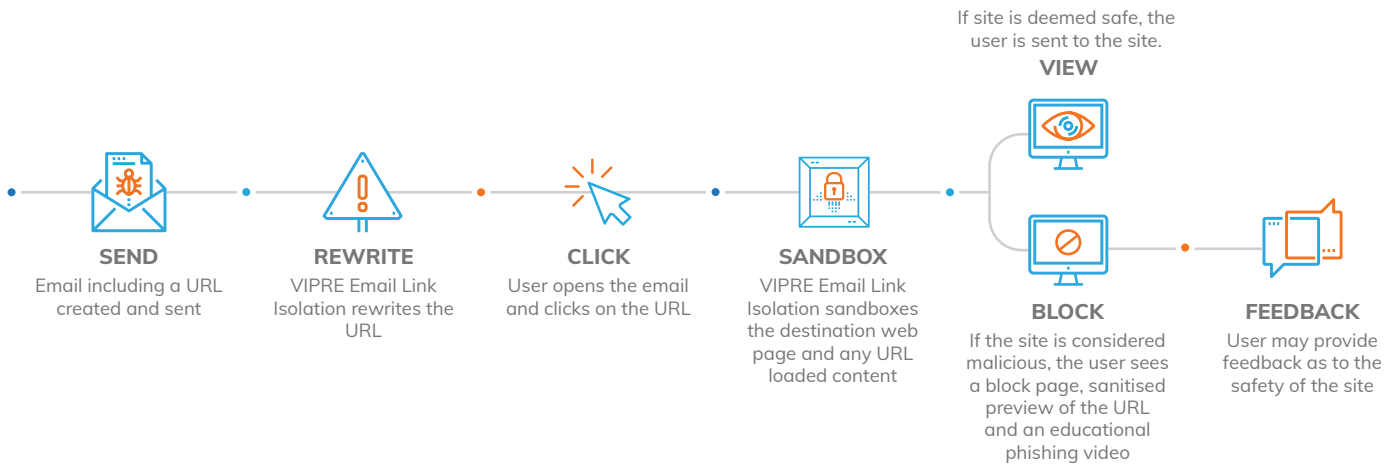 SEND
Email including a URL
created and sent
REWRITE
VIPRE Email Link
Isolation rewrites the
URL
CLICK
User opens the email
and clicks on the URL
SANDBOX
VIPRE Email Link
Isolation sandboxes
the destination web
page and any URL
loaded content
If site is deemed safe, the
user is sent to the site.
VIEW
BLOCK
If the site is considered
malicious, the user sees
a block page, sanitised
preview of the URL
and an educational
phishing video
FEEDBACK
User may provide
feedback as to the
safety of the site